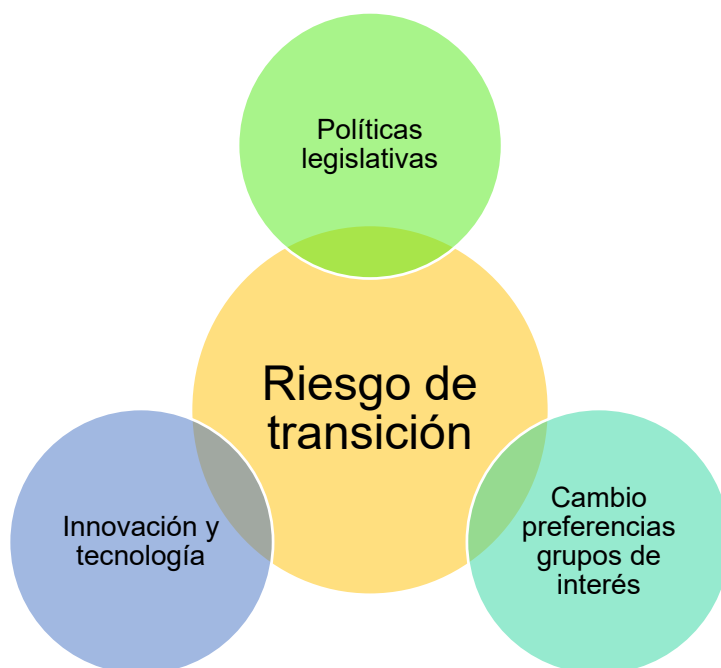 Políticas
legislativas
Riesgo de
transición
Innovación y
tecnología
Cambio
preferencias
grupos de
interés